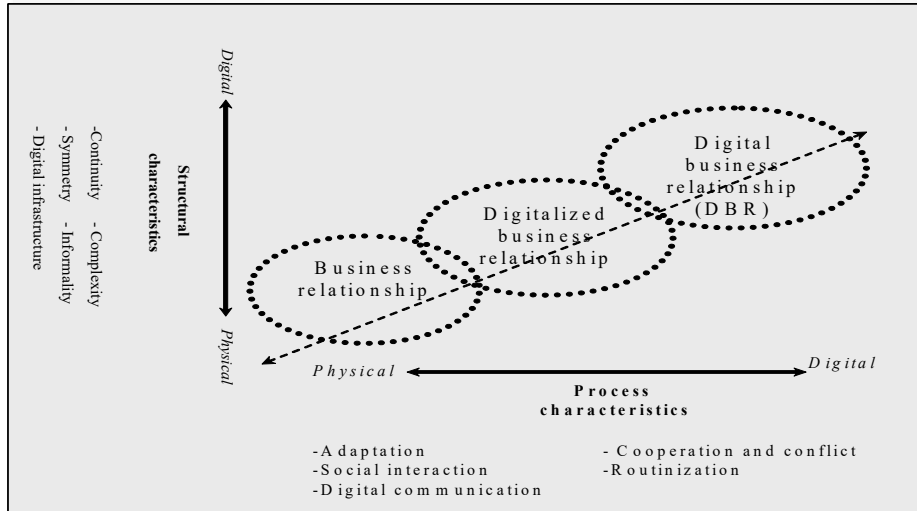 Digital
Structural
characteristics
-Continuity - Complexity
- Symmetry - Informality
- Digital infrastructure
Physical
Digital
business
relationship
(DBR)
Digitalized
business
relationship
Business
relationship
Physical
Digital
Process
characteristics
-Adaptation - Cooperation and conflict
-Social interaction -Routinization
-Digital communication